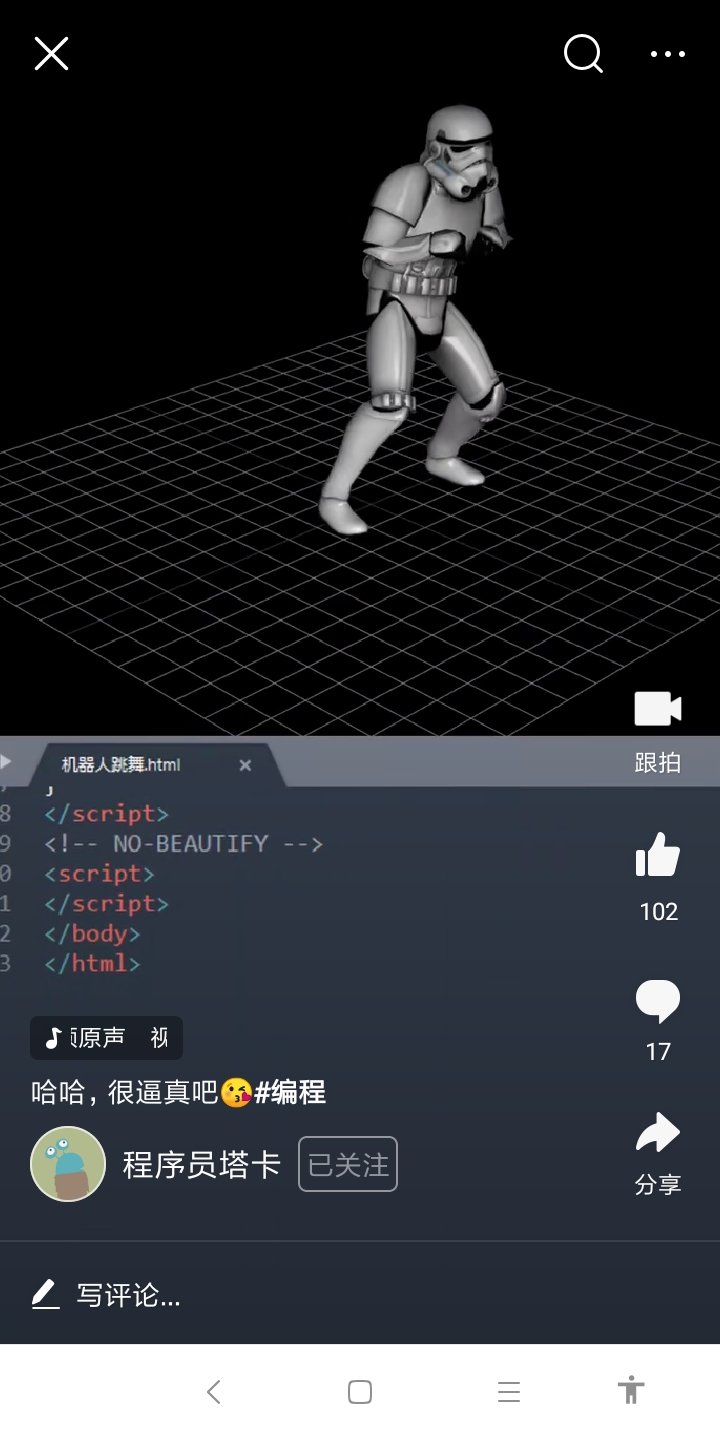 机器人跳舞.html
跟拍
8 </script>
9 <!-- NO-BEAUTIFY -->
0 <script>
1 </script>
2 </body>
3 </html>
102
17
原声 视
哈哈，很逼真吧😘#编程
程序员塔卡 已关注
分享
写评论...